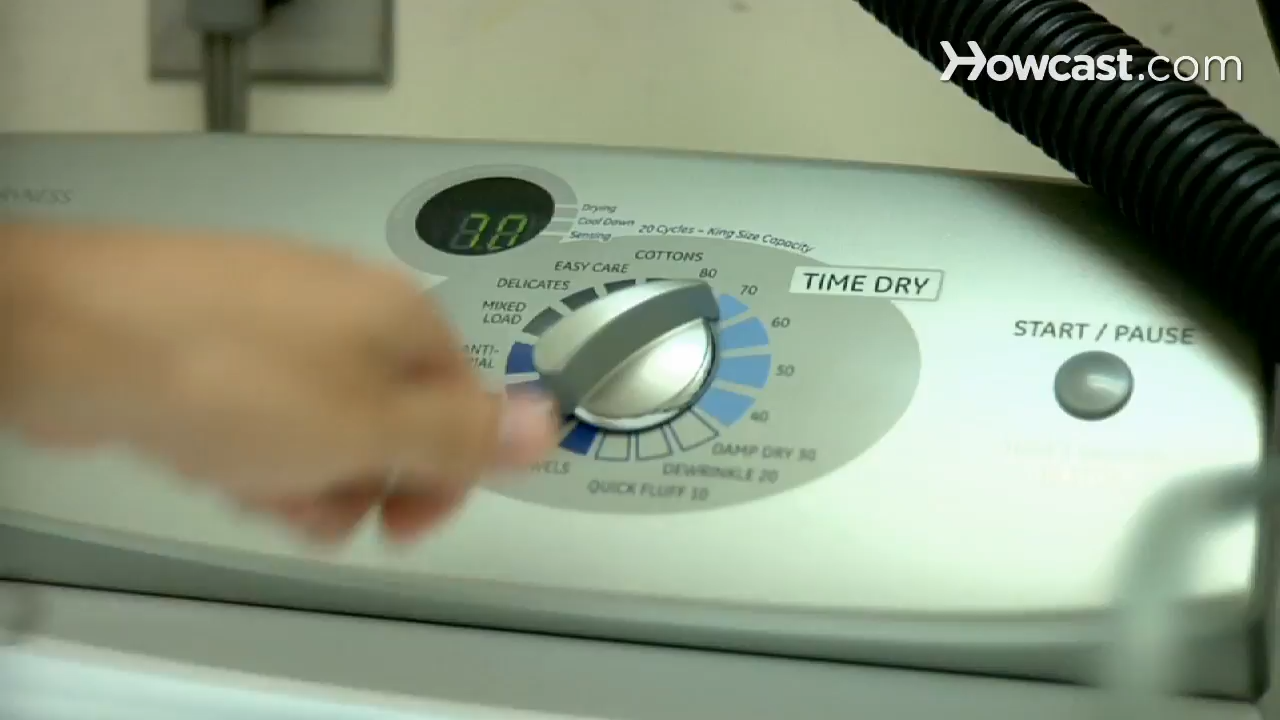 Howcast.com
Drying
Cool Down
Sensing
20 Cycles - King Size Capacity
COTTONS
EASY CARE
DELICATES
MIXED
LOAD
ANTI-
80
70
60
50
40
TIME DRY
START / PAUSE
DAMP DRY 30
DEWRINKLE 20
QUICK FLUFF 10